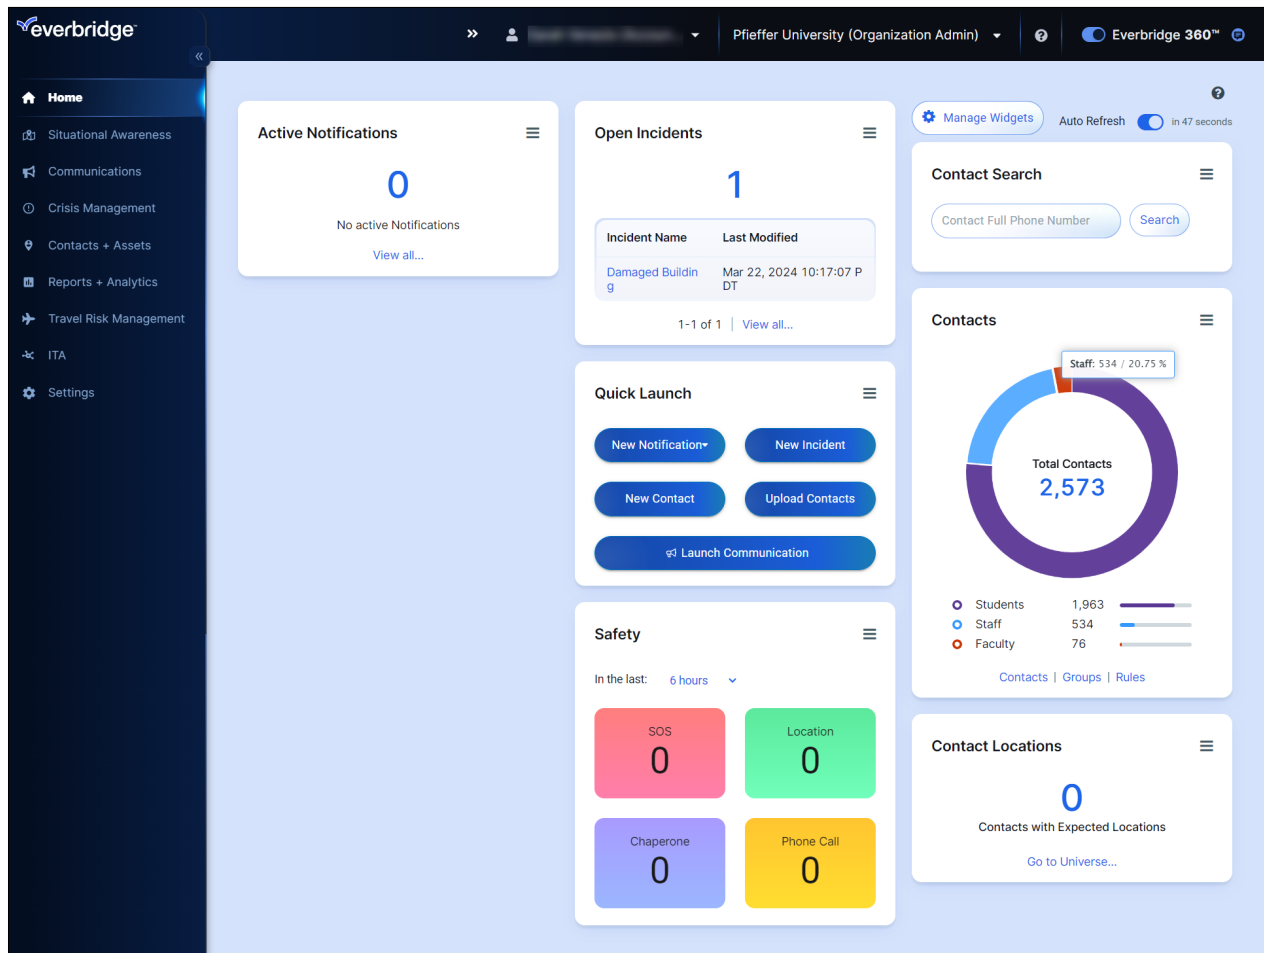 everbridge™
Pfieffer University (Organization Admin)
Everbridge 360™
Home
Situational Awareness
Communications
Crisis Management
Contacts + Assets
Reports + Analytics
Travel Risk Management
ITA
Settings
Active Notifications
0
No active Notifications
View all...
Open Incidents
1
Incident Name Last Modified
Damaged Buildin Mar 22, 2024 10:17:07 P
g DT
1-1 of 1 | View all...
Quick Launch
New Notification New Incident
New Contact Upload Contacts
Launch Communication
Safety
In the last: 6 hours
SOS
0
Location
0
Chaperone
0
Phone Call
0
Manage Widgets Auto Refresh in 47 seconds
Contact Search
Contact Full Phone Number Search
Contacts
Staff: 534 / 20.75 %
Total Contacts
2,573
Students 1,963
Staff 534
Faculty 76
Contacts | Groups | Rules
Contact Locations
0
Contacts with Expected Locations
Go to Universe...